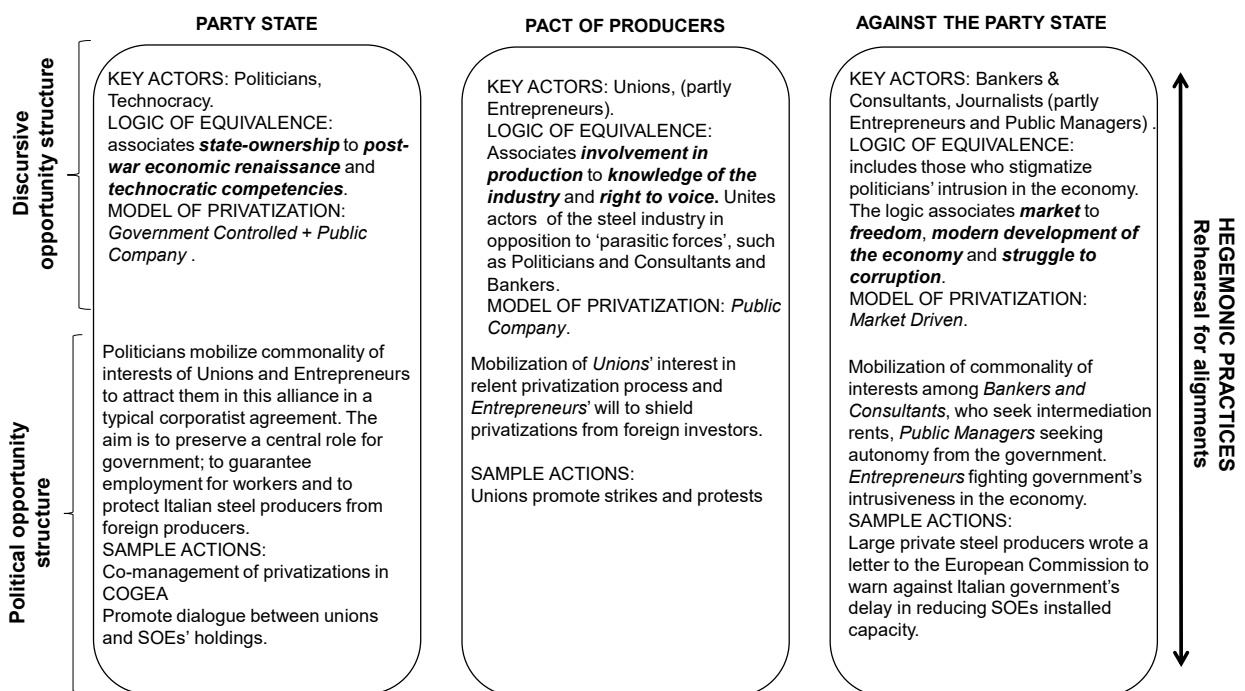 PARTY STATE
PACT OF PRODUCERS
AGAINST THE PARTY STATE
Discursive
opportunity structure
KEY ACTORS: Politicians,
Technocracy.
LOGIC OF EQUIVALENCE:
associates state-ownership to post-
war economic renaissance and
technocratic competencies.
MODEL OF PRIVATIZATION:
Government Controlled + Public
Company .
KEY ACTORS: Unions, (partly
Entrepreneurs).
LOGIC OF EQUIVALENCE:
Associates involvement in
production to knowledge of the
industry and right to voice. Unites
actors of the steel industry in
opposition to ‘parasitic forces’, such
as Politicians and Consultants and
Bankers.
MODEL OF PRIVATIZATION: Public
Company.
KEY ACTORS: Bankers &
Consultants, Journalists (partly
Entrepreneurs and Public Managers) .
LOGIC OF EQUIVALENCE:
includes those who stigmatize
politicians’ intrusion in the economy.
The logic associates market to
freedom, modern development of
the economy and struggle to
corruption.
MODEL OF PRIVATIZATION:
Market Driven.
Political opportunity
structure
Politicians mobilize commonality of
interests of Unions and Entrepreneurs
to attract them in this alliance in a
typical corporatist agreement. The
aim is to preserve a central role for
government; to guarantee
employment for workers and to
protect Italian steel producers from
foreign producers.
SAMPLE ACTIONS:
Co-management of privatizations in
COGEA
Promote dialogue between unions
and SOEs’ holdings.
Mobilization of Unions’ interest in
relent privatization process and
Entrepreneurs’ will to shield
privatizations from foreign investors.
SAMPLE ACTIONS:
Unions promote strikes and protests
Mobilization of commonality of
interests among Bankers and
Consultants, who seek intermediation
rents, Public Managers seeking
autonomy from the government.
Entrepreneurs fighting government’s
intrusiveness in the economy.
SAMPLE ACTIONS:
Large private steel producers wrote a
letter to the European Commission to
warn against Italian government’s
delay in reducing SOEs installed
capacity.
HEGEMONIC PRACTICES
Rehearsal for alignments